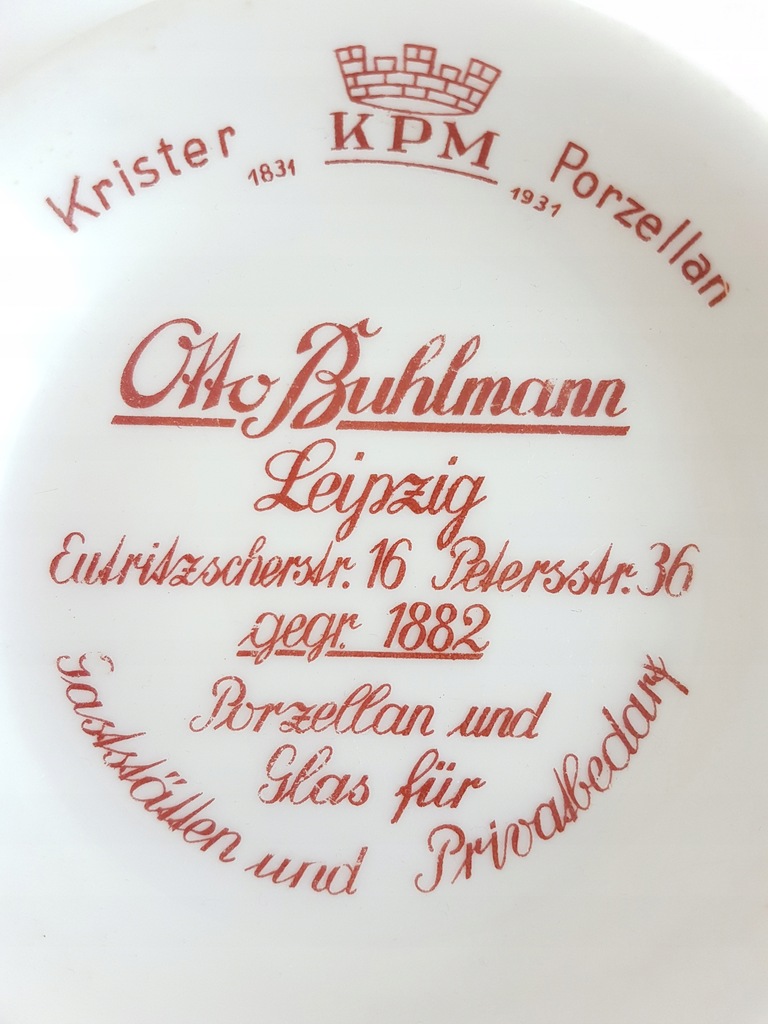 KPM
Krister 1831 1931 Porzellan
Otto Buhlmann
Leipzig
Eutritzscherstr. 16 Petersstr. 36
gegr. 1882
Porzellan und
Glas für
Gaststätten und Privatbedarf